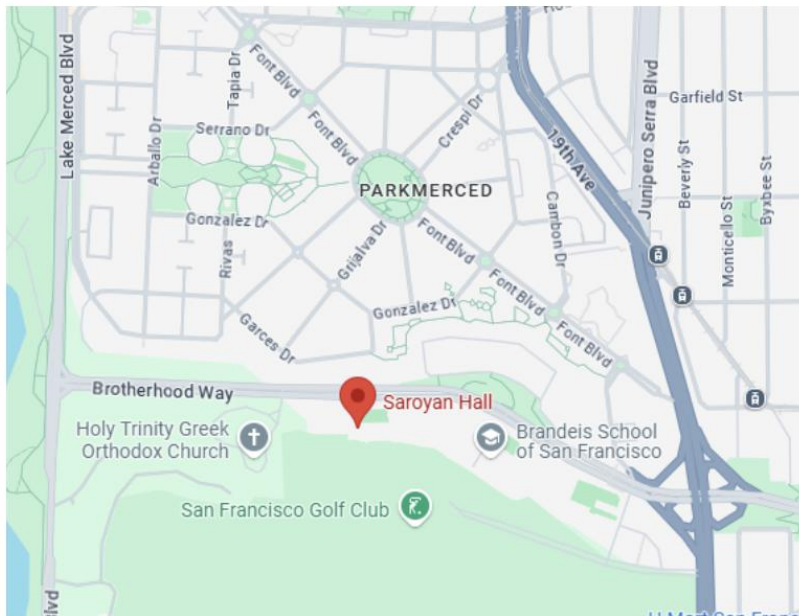 Lake Merced Blvd
Tapia Dr
Font Blvd
Font Blvd
Serrano Dr
Arballo Dr
Crespi Dr
19th Ave
Junipero Serra Blvd
Garfield St
Beverly St
Monticello St
Byxbee St
PARKMERCED
Gonzalez Dr
Rivas
Grijalva Dr
Font Blvd
Cambon Dr
Font Blvd
Font Blvd
Gonzalez Dr
Garces Dr
Brotherhood Way
Saroyan Hall
Holy Trinity Greek
Orthodox Church
Brandeis School
of San Francisco
San Francisco Golf Club
Blvd